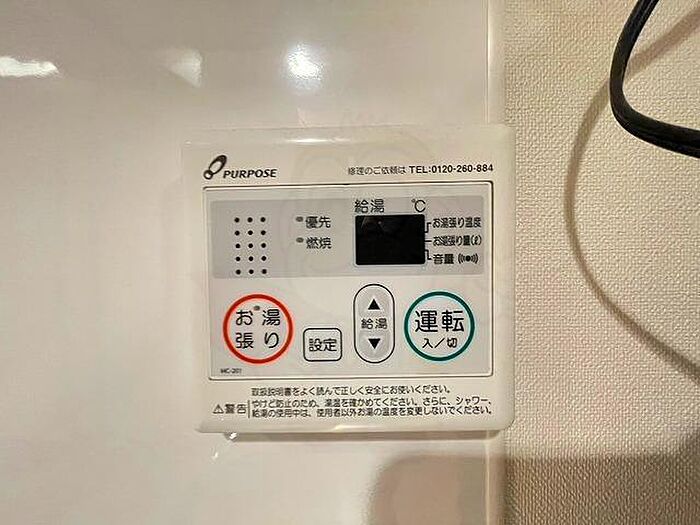 PURPOSE
修理のご依頼は TEL:0120-260-884
給湯 ℃
優先
燃焼
お湯張り温度
お湯張り量(ℓ)
音量
お湯
張り
設定
給湯
運転
入/切
MC-201
取扱説明書をよく読んで正しく安全にお使いください。
⚠警告
やけど防止のため、湯温を確かめてください。さらに、シャワー、
給湯の使用中は、使用者以外お湯の温度を変更しないでください。